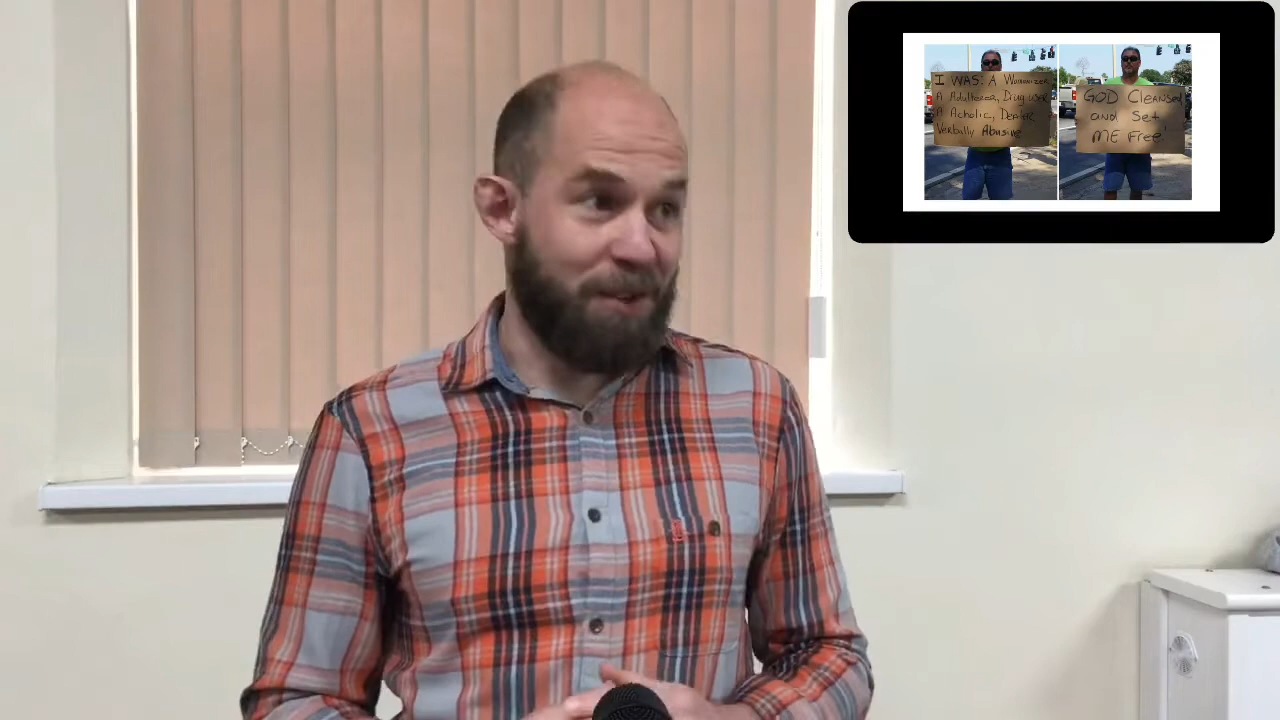 I WAS: A Womanizer
A Adulterer, Drug user
A Acholic, Dealer
Verbally Abusive
GOD Cleansed
and Set
ME Free!